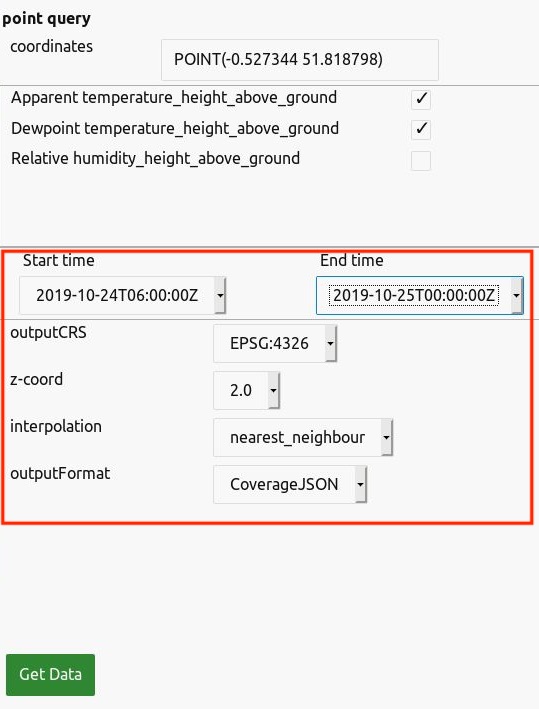 point query
coordinates POINT(-0.527344 51.818798)
Apparent temperature_height_above_ground ✓
Dewpoint temperature_height_above_ground ✓
Relative humidity_height_above_ground
Start time End time
2019-10-24T06:00:00Z 2019-10-25T00:00:00Z
outputCRS EPSG:4326
z-coord 2.0
interpolation nearest_neighbour
outputFormat CoverageJSON
Get Data